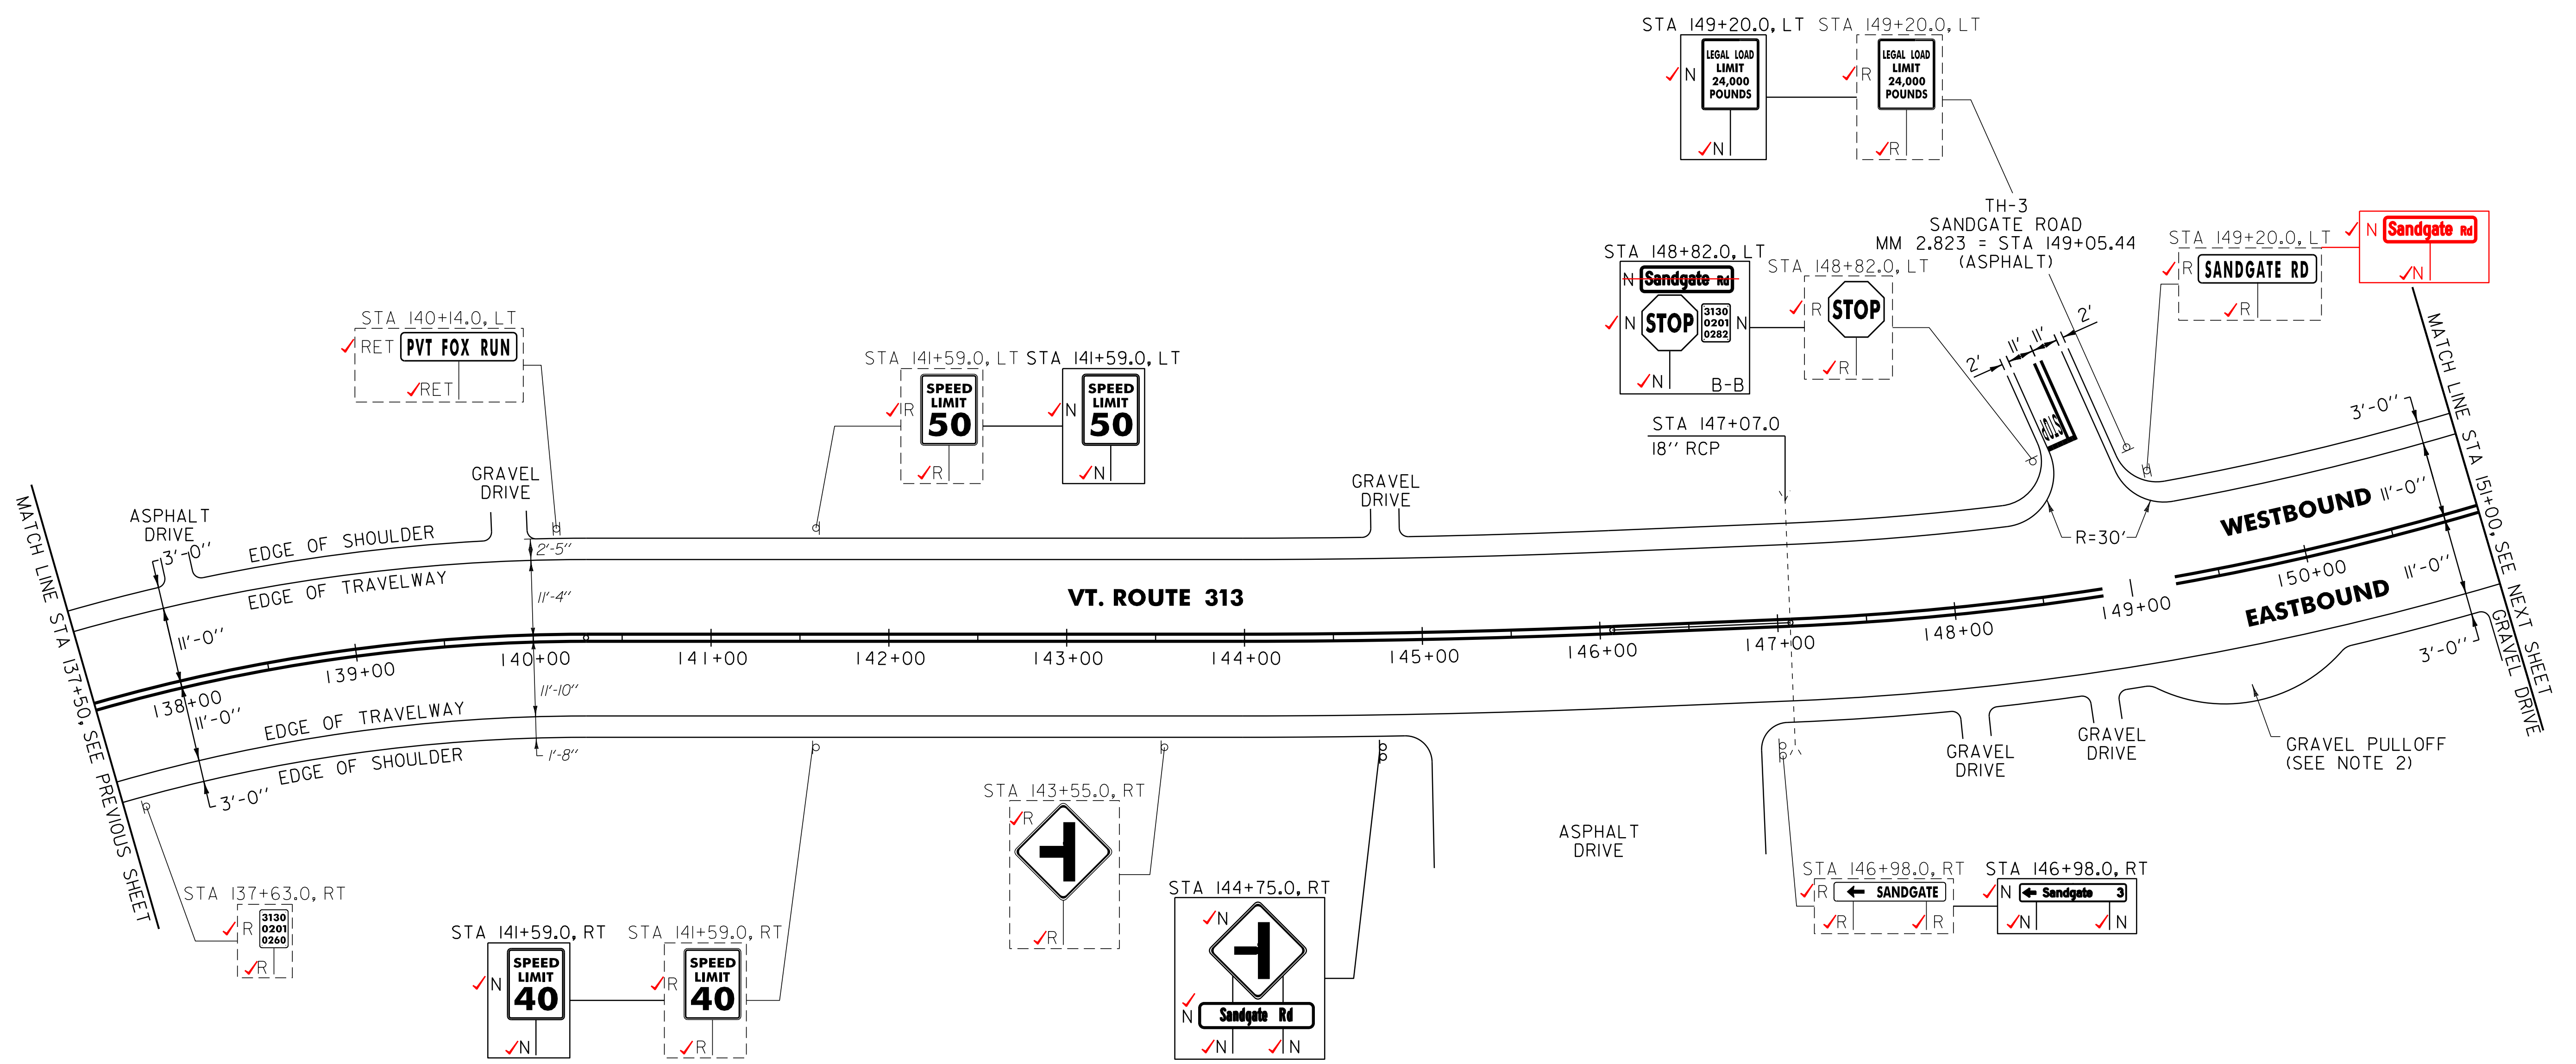 STA 149+20.0, LT
N
LEGAL LOAD
LIMIT
24,000
POUNDS
N
STA 149+20.0, LT
R
LEGAL LOAD
LIMIT
24,000
POUNDS
R
TH-3
SANDGATE ROAD
MM 2.823 = STA 149+05.44
(ASPHALT)
STA 148+82.0, LT
N Sandgate Rd
N STOP
3130
0201
0282
N
N
B-B
STA 148+82.0, LT
R STOP
R
STA 149+20.0, LT
R SANDGATE RD
R
N Sandgate Rd
N
STA 140+14.0, LT
RET PVT FOX RUN
RET
STA 141+59.0, LT
R
SPEED
LIMIT
50
R
STA 141+59.0, LT
N
SPEED
LIMIT
50
N
STA 147+07.0
18" RCP
2'
11'
11'
2'
STOP
R=30'
MATCH LINE STA 137+50, SEE PREVIOUS SHEET
ASPHALT
DRIVE
3'-0"
GRAVEL
DRIVE
GRAVEL
DRIVE
EDGE OF SHOULDER
EDGE OF TRAVELWAY
2'-5"
11'-4"
11'-0"
VT. ROUTE 313
WESTBOUND
EASTBOUND
3'-0"
11'-0"
11'-0"
3'-0"
MATCH LINE STA 151+00, SEE NEXT SHEET
138+00
139+00
140+00
141+00
142+00
143+00
144+00
145+00
146+00
147+00
148+00
149+00
150+00
11'-0"
11'-10"
EDGE OF TRAVELWAY
EDGE OF SHOULDER
1'-8"
3'-0"
GRAVEL
DRIVE
GRAVEL
DRIVE
GRAVEL DRIVE
GRAVEL PULLOFF
(SEE NOTE 2)
ASPHALT
DRIVE
STA 137+63.0, RT
R
3130
0201
0260
R
STA 141+59.0, RT
N
SPEED
LIMIT
40
N
STA 141+59.0, RT
R
SPEED
LIMIT
40
R
STA 143+55.0, RT
R
R
STA 144+75.0, RT
N
N Sandgate Rd
N N
STA 146+98.0, RT
R ← SANDGATE
R R
STA 146+98.0, RT
N ← Sandgate 3
N N